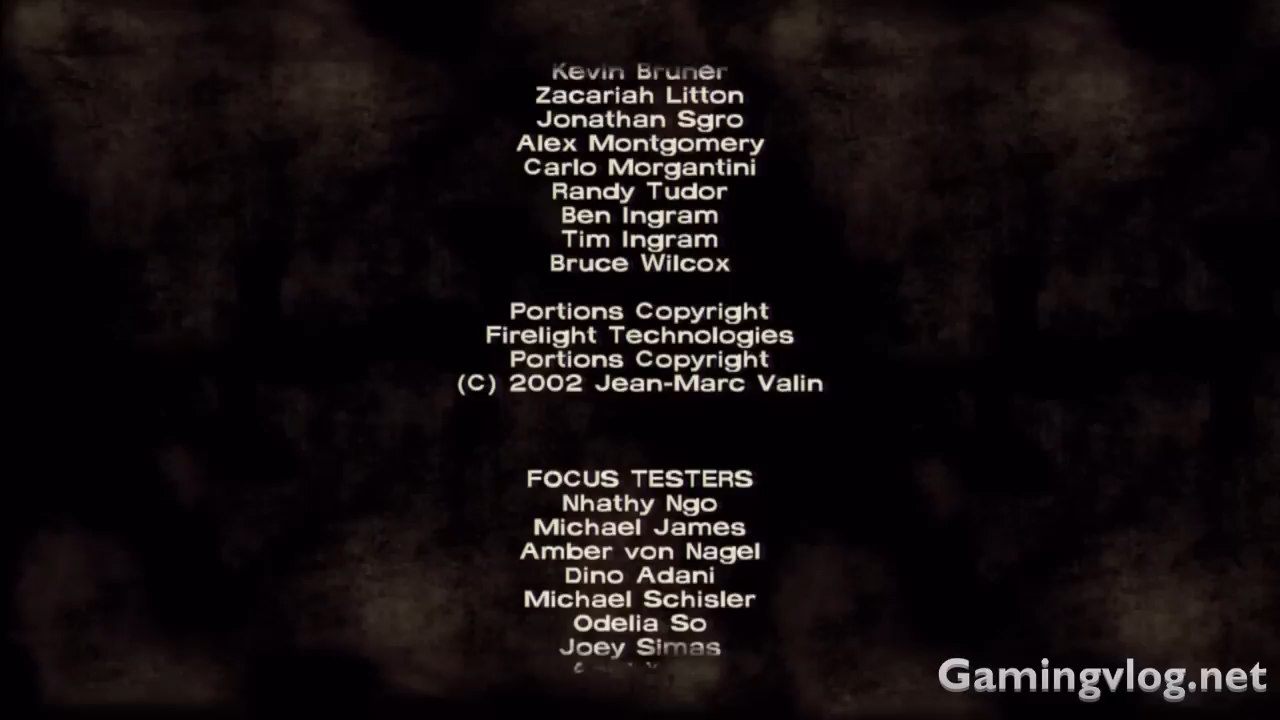 Kevin Bruner
Zacariah Litton
Jonathan Sgro
Alex Montgomery
Carlo Morgantini
Randy Tudor
Ben Ingram
Tim Ingram
Bruce Wilcox
Portions Copyright
Firelight Technologies
Portions Copyright
(C) 2002 Jean-Marc Valin
FOCUS TESTERS
Nhathy Ngo
Michael James
Amber von Nagel
Dino Adani
Michael Schisler
Odelia So
Joey Simas
Gamingvlog.net